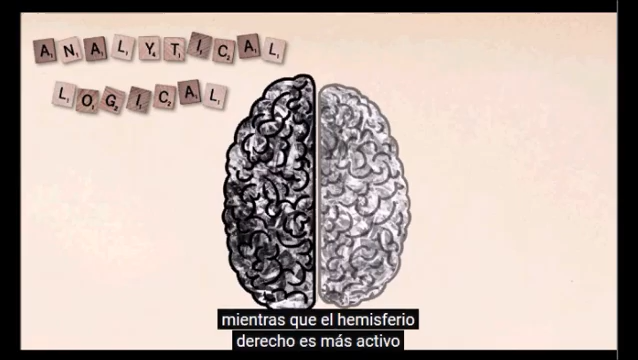 ANALYTICAL
LOGICAL
mientras que el hemisferio
derecho es más activo